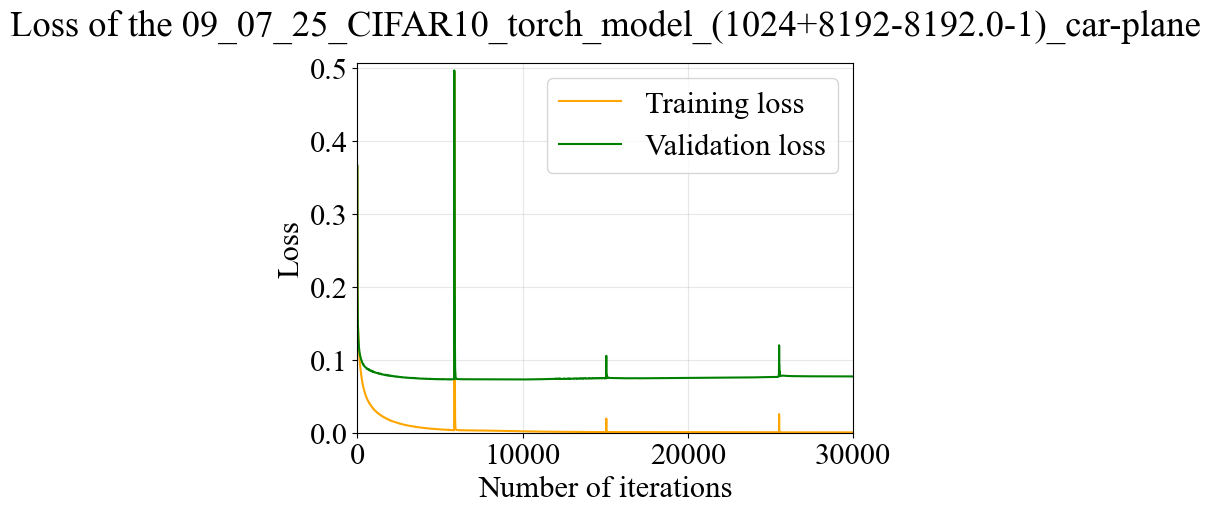 Loss of the 09_07_25_CIFAR10_torch_model_(1024+8192-8192.0-1)_car-plane
0.5
0.4
0.3
0.2
0.1
0.0
Loss
Training loss
Validation loss
0 10000 20000 30000
Number of iterations